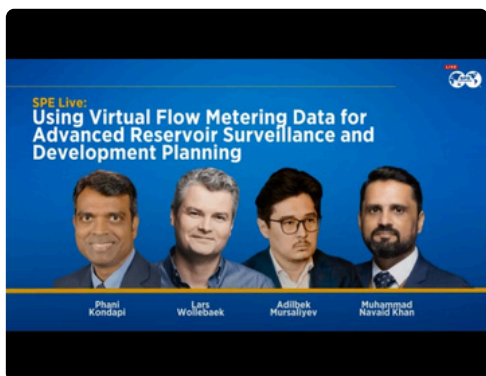 LIVE
SPE Live:
Using Virtual Flow Metering Data for
Advanced Reservoir Surveillance and
Development Planning
Phani
Kondapi
Lars
Wollebaek
Adilbek
Mursaliyev
Muhammad
Navaid Khan